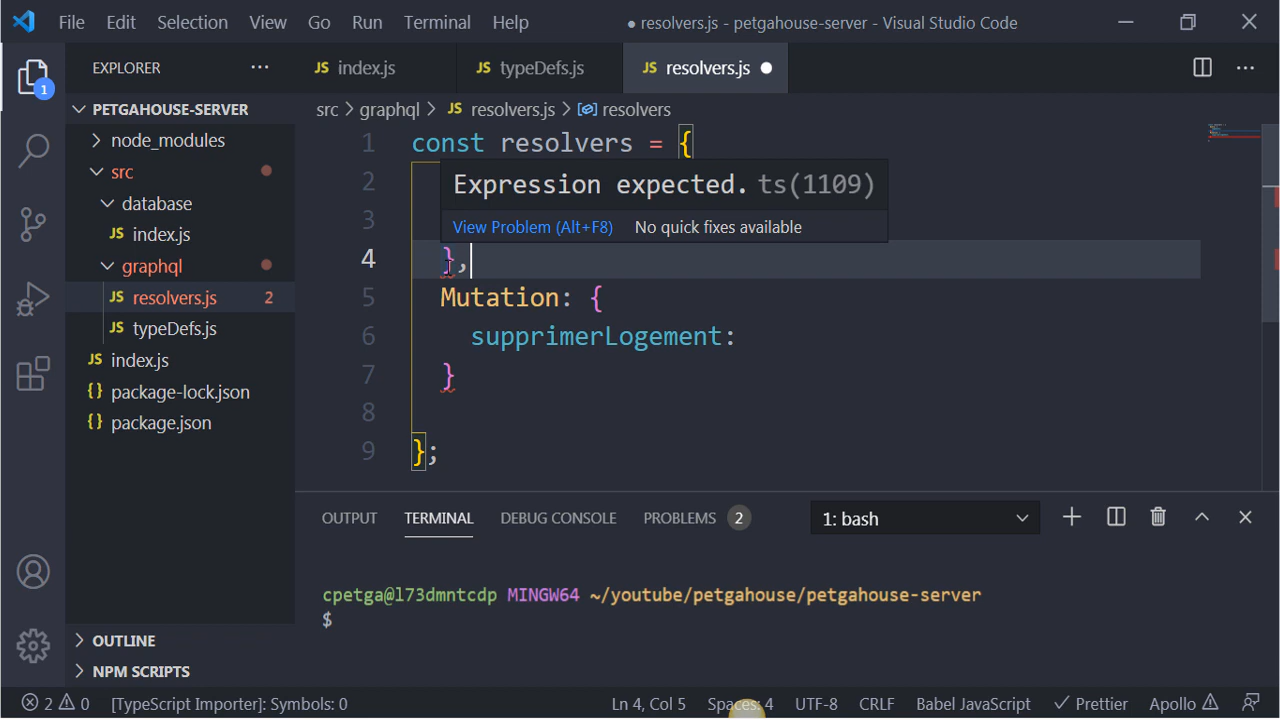 File Edit Selection View Go Run Terminal Help ● resolvers.js - petgahouse-server - Visual Studio Code
EXPLORER ··· JS index.js JS typeDefs.js JS resolvers.js ● ···
1
PETGAHOUSE-SERVER
src > graphql > JS resolvers.js > resolvers
node_modules
src
database
JS index.js
graphql
JS resolvers.js 2
JS typeDefs.js
JS index.js
{} package-lock.json
{} package.json
OUTLINE
NPM SCRIPTS
1 const resolvers = {
Expression expected. ts(1109)
View Problem (Alt+F8) No quick fixes available
2
3
4 },
5 Mutation: {
6 supprimerLogement:
7 }
8
9 };
OUTPUT TERMINAL DEBUG CONSOLE PROBLEMS 2 1: bash
cpetga@l73dmntcdp MINGW64 ~/youtube/petgahouse/petgahouse-server
$
2 0 [TypeScript Importer]: Symbols: 0 Ln 4, Col 5 Spaces: 4 UTF-8 CRLF Babel JavaScript Prettier Apollo